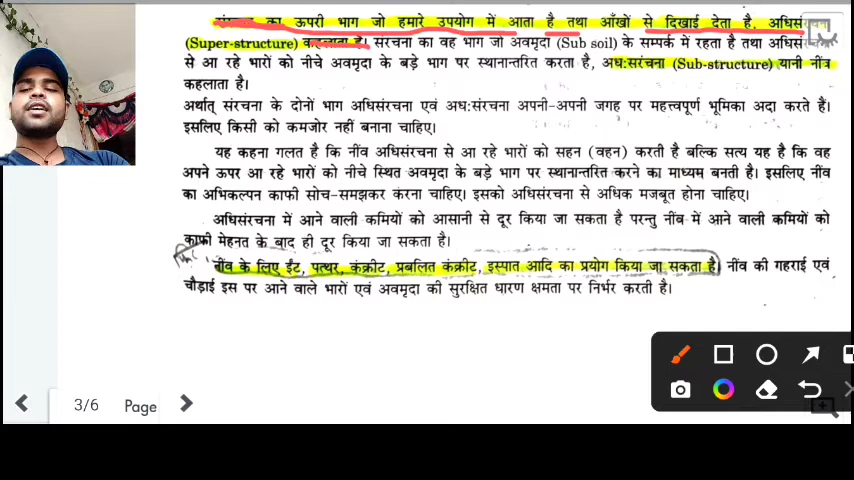 संरचना का ऊपरी भाग जो हमारे उपयोग में आता है तथा आँखों से दिखाई देता है, अधिसंरचना
(Super-structure) कहलाता है। संरचना का वह भाग जो अवमृदा (Sub soil) के सम्पर्क में रहता है तथा अधिसंरचना
से आ रहे भारों को नीचे अवमृदा के बड़े भाग पर स्थानान्तरित करता है, अध:सरंचना (Sub-structure) यानी नींव
कहलाता है।
अर्थात् संरचना के दोनों भाग अधिसंरचना एवं अध:संरचना अपनी-अपनी जगह पर महत्त्वपूर्ण भूमिका अदा करते हैं।
इसलिए किसी को कमजोर नहीं बनाना चाहिए।
यह कहना गलत है कि नींव अधिसंरचना से आ रहे भारों को सहन (वहन) करती है बल्कि सत्य यह है कि वह
अपने ऊपर आ रहे भारों को नीचे स्थित अवमृदा के बड़े भाग पर स्थानान्तरित करने का माध्यम बनती है। इसलिए नींव
का अभिकल्पन काफी सोच-समझकर करना चाहिए। इसको अधिसंरचना से अधिक मजबूत होना चाहिए।
अधिसंरचना में आने वाली कमियों को आसानी से दूर किया जा सकता है परन्तु नींव में आने वाली कमियों को
काफी मेहनत के बाद ही दूर किया जा सकता है।
नींव के लिए ईंट, पत्थर, कंक्रीट, प्रबलित कंक्रीट, इस्पात आदि का प्रयोग किया जा सकता है। नींव की गहराई एवं
चौड़ाई इस पर आने वाले भारों एवं अवमृदा की सुरक्षित धारण क्षमता पर निर्भर करती है।
3/6 Page